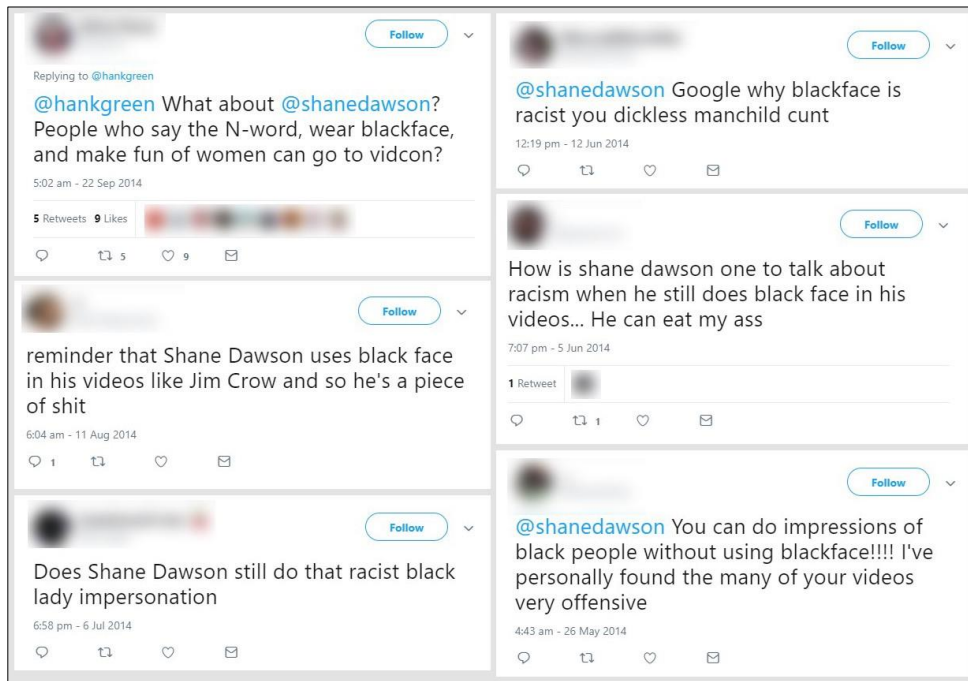 Follow
Replying to @hankgreen
@hankgreen What about @shanedawson?
People who say the N-word, wear blackface,
and make fun of women can go to vidcon?
5:02 am - 22 Sep 2014
5 Retweets 9 Likes
5 9
Follow
reminder that Shane Dawson uses black face
in his videos like Jim Crow and so he's a piece
of shit
6:04 am - 11 Aug 2014
1
Follow
Does Shane Dawson still do that racist black
lady impersonation
6:58 pm - 6 Jul 2014
Follow
@shanedawson Google why blackface is
racist you dickless manchild cunt
12:19 pm - 12 Jun 2014
Follow
How is shane dawson one to talk about
racism when he still does black face in his
videos... He can eat my ass
7:07 pm - 5 Jun 2014
1 Retweet
1
Follow
@shanedawson You can do impressions of
black people without using blackface!!!! I've
personally found the many of your videos
very offensive
4:43 am - 26 May 2014